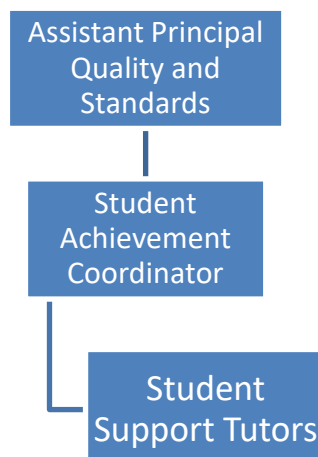 Assistant Principal
Quality and
Standards
Student
Achievement
Coordinator
Student
Support Tutors